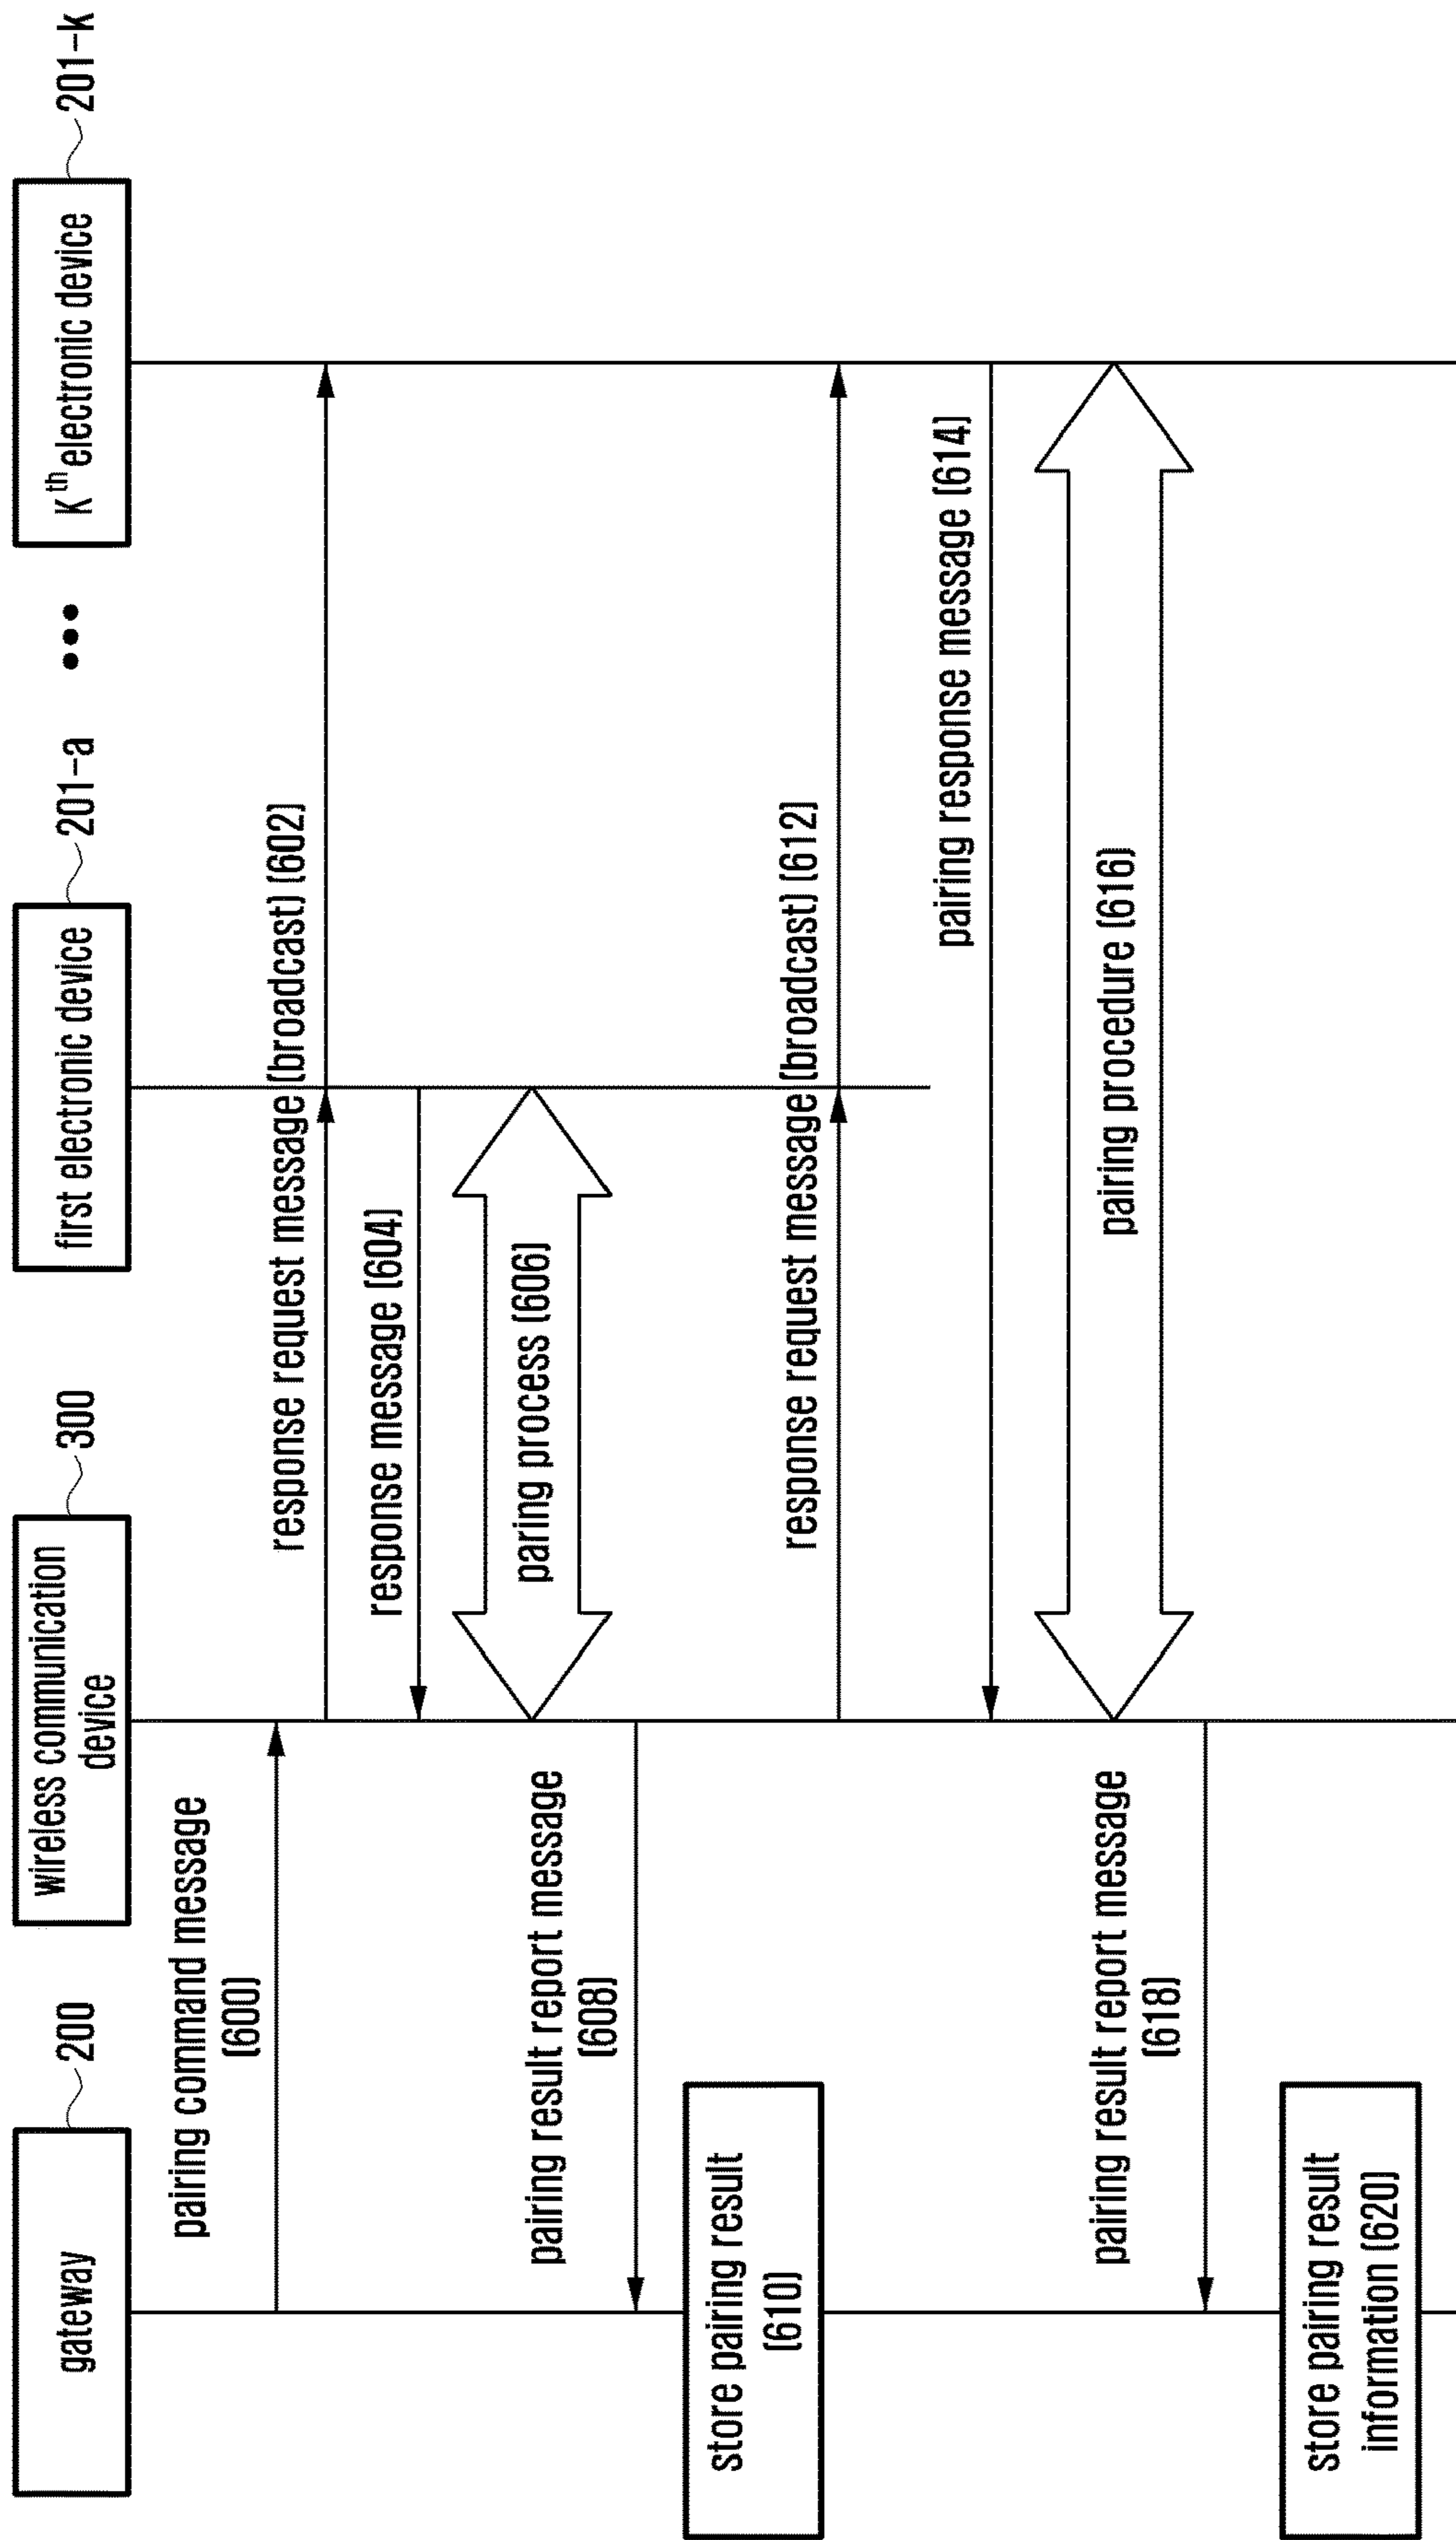 gateway
200
wireless communication
device
300
first electronic device
201-a
•••
Kth electronic device
201-k
pairing command message
(600)
response request message (broadcast) (602)
response message (604)
paring process (606)
pairing result report message
(608)
store pairing result
(610)
response request message (broadcast) (612)
pairing response message (614)
pairing procedure (616)
pairing result report message
(618)
store pairing result
information (620)